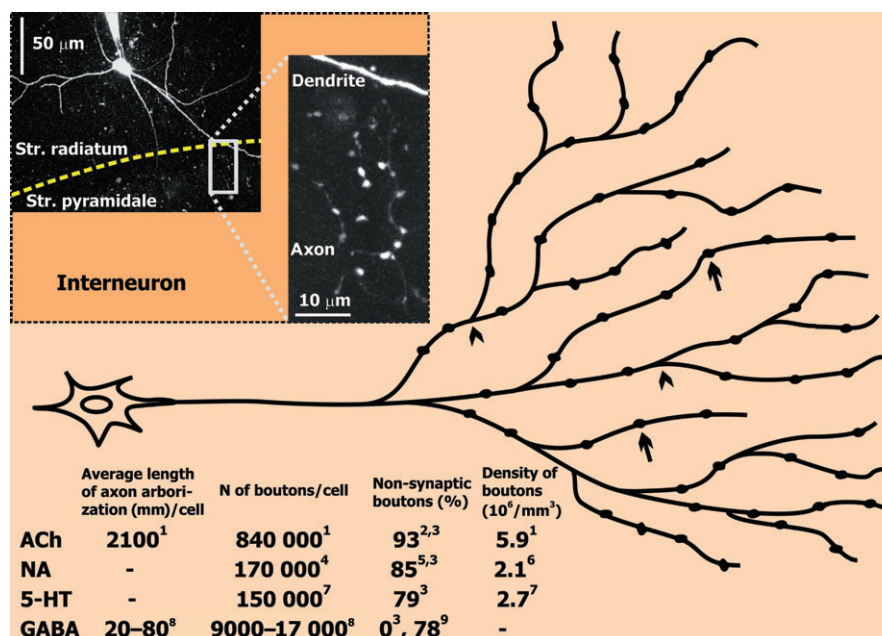 50 μm
Dendrite
Str. radiatum
Str. pyramidale
Axon
Interneuron
10 μm
Average length of axon arbori-zation (mm)/cell
N of boutons/cell
Non-synaptic boutons (%)
Density of boutons (10⁶/mm³)
ACh 2100¹ 840 000¹ 93²,³ 5.9¹
NA - 170 000⁴ 85⁵,³ 2.1⁶
5-HT - 150 000⁷ 79³ 2.7⁷
GABA 20–80⁸ 9000–17 000⁸ 0³, 78⁹ -